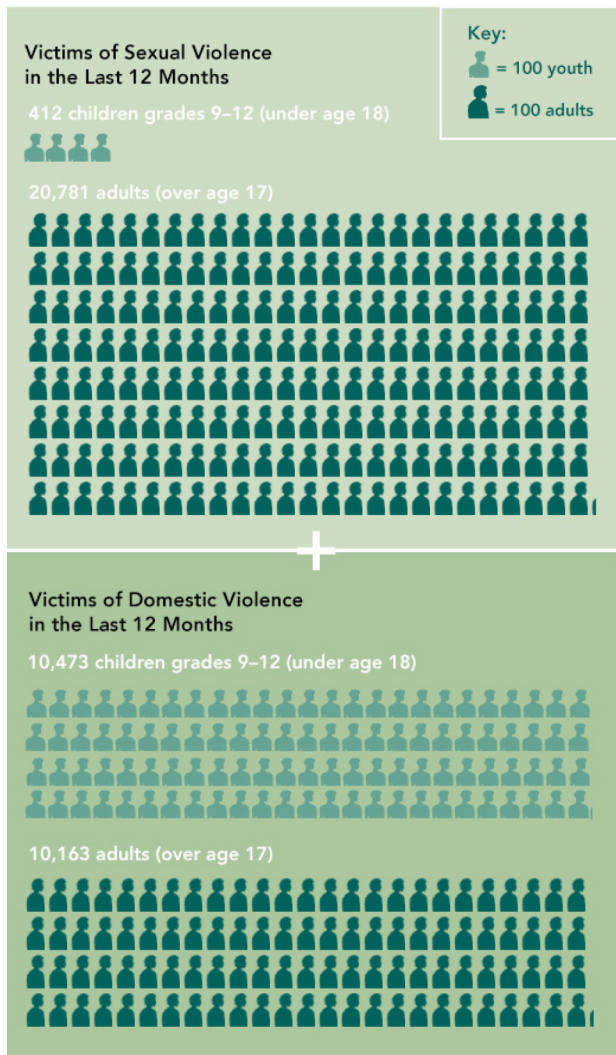 Victims of Sexual Violence
in the Last 12 Months
Key:
= 100 youth
= 100 adults
412 children grades 9–12 (under age 18)
20,781 adults (over age 17)
+
Victims of Domestic Violence
in the Last 12 Months
10,473 children grades 9–12 (under age 18)
10,163 adults (over age 17)